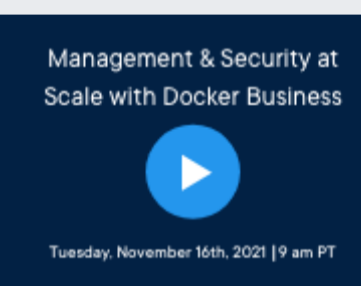 Management & Security at
Scale with Docker Business
Tuesday, November 16th, 2021 | 9 am PT